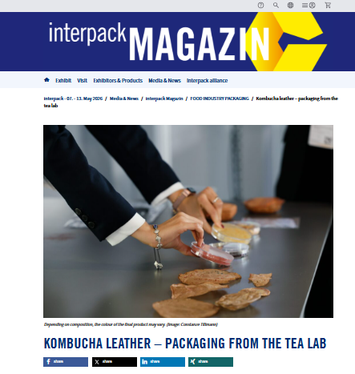 interpack MAGAZIN
Exhibit Visit Exhibitors & Products Media & News interpack alliance
interpack - 07. - 13. May 2026 / Media & News / interpack Magazin / FOOD INDUSTRY PACKAGING / Kombucha leather – packaging from the
tea lab
Depending on composition, the colour of the final product may vary. (Image: Constanze Tillmann)
KOMBUCHA LEATHER – PACKAGING FROM THE TEA LAB
share share share share